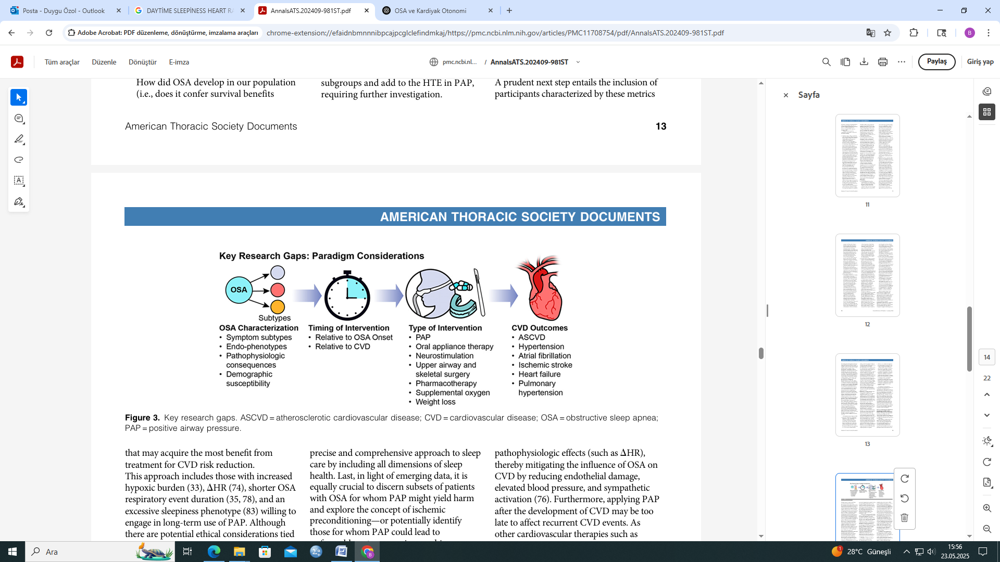 Posta - Duygu Özol - Outlook
DAYTİME SLEEPİNESS HEART RA
AnnalsATS.202409-981ST.pdf
OSA ve Kardiyak Otonomi
Adobe Acrobat: PDF düzenleme, dönüştürme, imzalama araçları
chrome-extension://efaidnbmnnnibpcajpcglclefindmkaj/https://pmc.ncbi.nlm.nih.gov/articles/PMC11708754/pdf/AnnalsATS.202409-981ST.pdf
B
Tüm araçlar
Düzenle
Dönüştür
E-imza
pmc.ncbi.nl... / AnnalsATS.202409-981ST
Paylaş
Giriş yap
How did OSA develop in our population
(i.e., does it confer survival benefits
subgroups and add to the HTE in PAP,
requiring further investigation.
A prudent next step entails the inclusion of
participants characterized by these metrics
American Thoracic Society Documents
13
AMERICAN THORACIC SOCIETY DOCUMENTS
Key Research Gaps: Paradigm Considerations
OSA
Subtypes
OSA Characterization
• Symptom subtypes
• Endo-phenotypes
• Pathophysiologic
consequences
• Demographic
susceptibility
Timing of Intervention
• Relative to OSA Onset
• Relative to CVD
Type of Intervention
• PAP
• Oral appliance therapy
• Neurostimulation
• Upper airway and
skeletal surgery
• Pharmacotherapy
• Supplemental oxygen
• Weight loss
CVD Outcomes
• ASCVD
• Hypertension
• Atrial fibrillation
• Ischemic stroke
• Heart failure
• Pulmonary
hypertension
Figure 3. Key research gaps. ASCVD = atherosclerotic cardiovascular disease; CVD = cardiovascular disease; OSA = obstructive sleep apnea;
PAP = positive airway pressure.
that may acquire the most benefit from
treatment for CVD risk reduction.
This approach includes those with increased
hypoxic burden (33), ΔHR (74), shorter OSA
respiratory event duration (35, 78), and an
excessive sleepiness phenotype (83) willing to
engage in long-term use of PAP. Although
there are potential ethical considerations tied
precise and comprehensive approach to sleep
care by including all dimensions of sleep
health. Last, in light of emerging data, it is
equally crucial to discern subsets of patients
with OSA for whom PAP might yield harm
and explore the concept of ischemic
preconditioning—or potentially identify
those for whom PAP could lead to
pathophysiologic effects (such as ΔHR),
thereby mitigating the influence of OSA on
CVD by reducing endothelial damage,
elevated blood pressure, and sympathetic
activation (76). Furthermore, applying PAP
after the development of CVD may be too
late to affect recurrent CVD events. As
other cardiovascular therapies such as
Sayfa
11
12
13
14
22
Ara
1
28°C Güneşli
15:56
23.05.2025